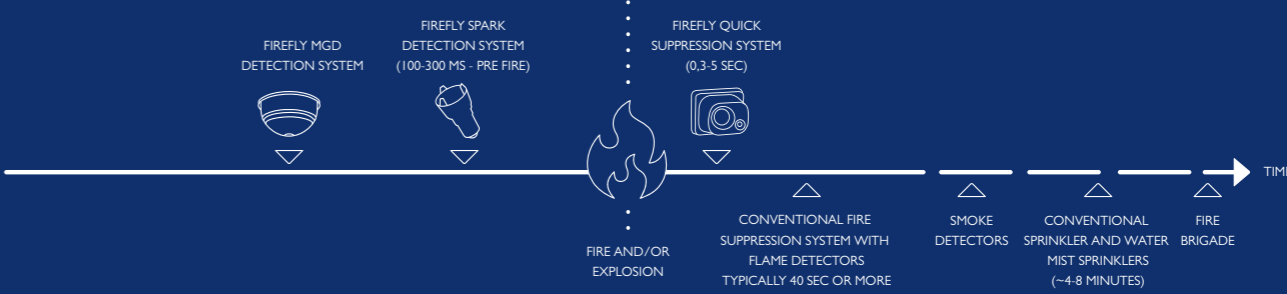 FIREFLY MGD
DETECTION SYSTEM
FIREFLY SPARK
DETECTION SYSTEM
(100-300 MS - PRE FIRE)
FIREFLY QUICK
SUPPRESSION SYSTEM
(0,3-5 SEC)
TIME
FIRE AND/OR
EXPLOSION
CONVENTIONAL FIRE
SUPPRESSION SYSTEM WITH
FLAME DETECTORS
TYPICALLY 40 SEC OR MORE
SMOKE
DETECTORS
CONVENTIONAL
SPRINKLER AND WATER
MIST SPRINKLERS
(~4-8 MINUTES)
FIRE
BRIGADE